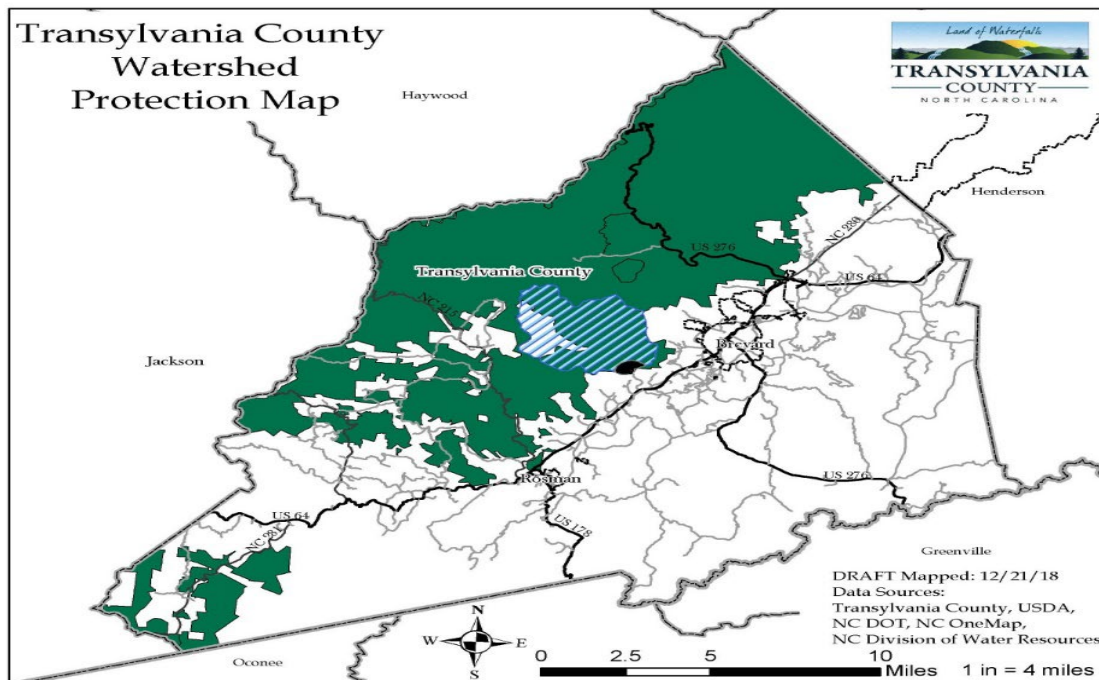 Transylvania County
Watershed
Protection Map
Land of Waterfalls
TRANSYLVANIA
COUNTY
NORTH CAROLINA
Haywood
Henderson
NC 280
US 276
US 64
Transylvania County
NC 215
Brevard
Jackson
US 276
Rosman
US 64
US 178
NC 281
Greenville
DRAFT Mapped: 12/21/18
Data Sources:
Transylvania County, USDA,
NC DOT, NC OneMap,
NC Division of Water Resources
N
W E
S
Oconee
0 2.5 5 10
Miles 1 in = 4 miles